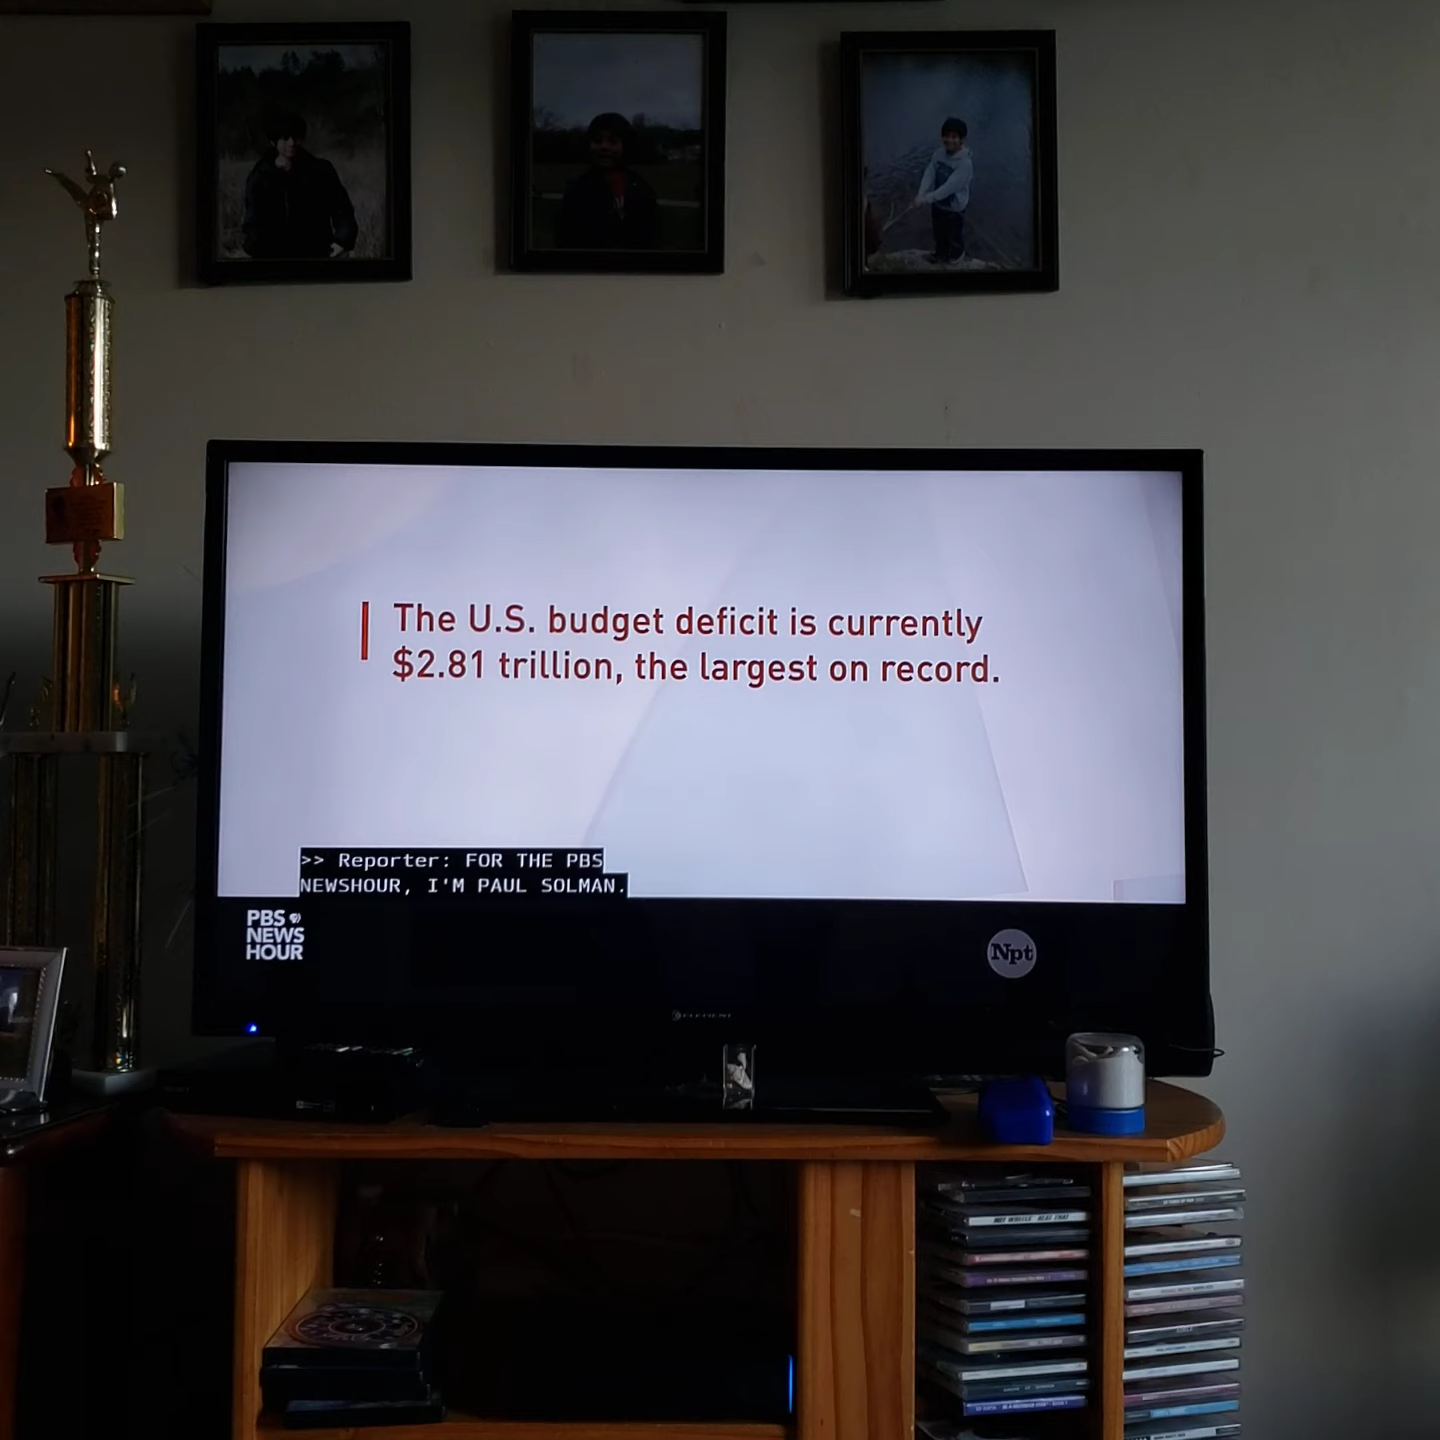 The U.S. budget deficit is currently
$2.81 trillion, the largest on record.
>> Reporter: FOR THE PBS
NEWSHOUR, I'M PAUL SOLMAN.
PBS
NEWS
HOUR
Npt
ELEMENT